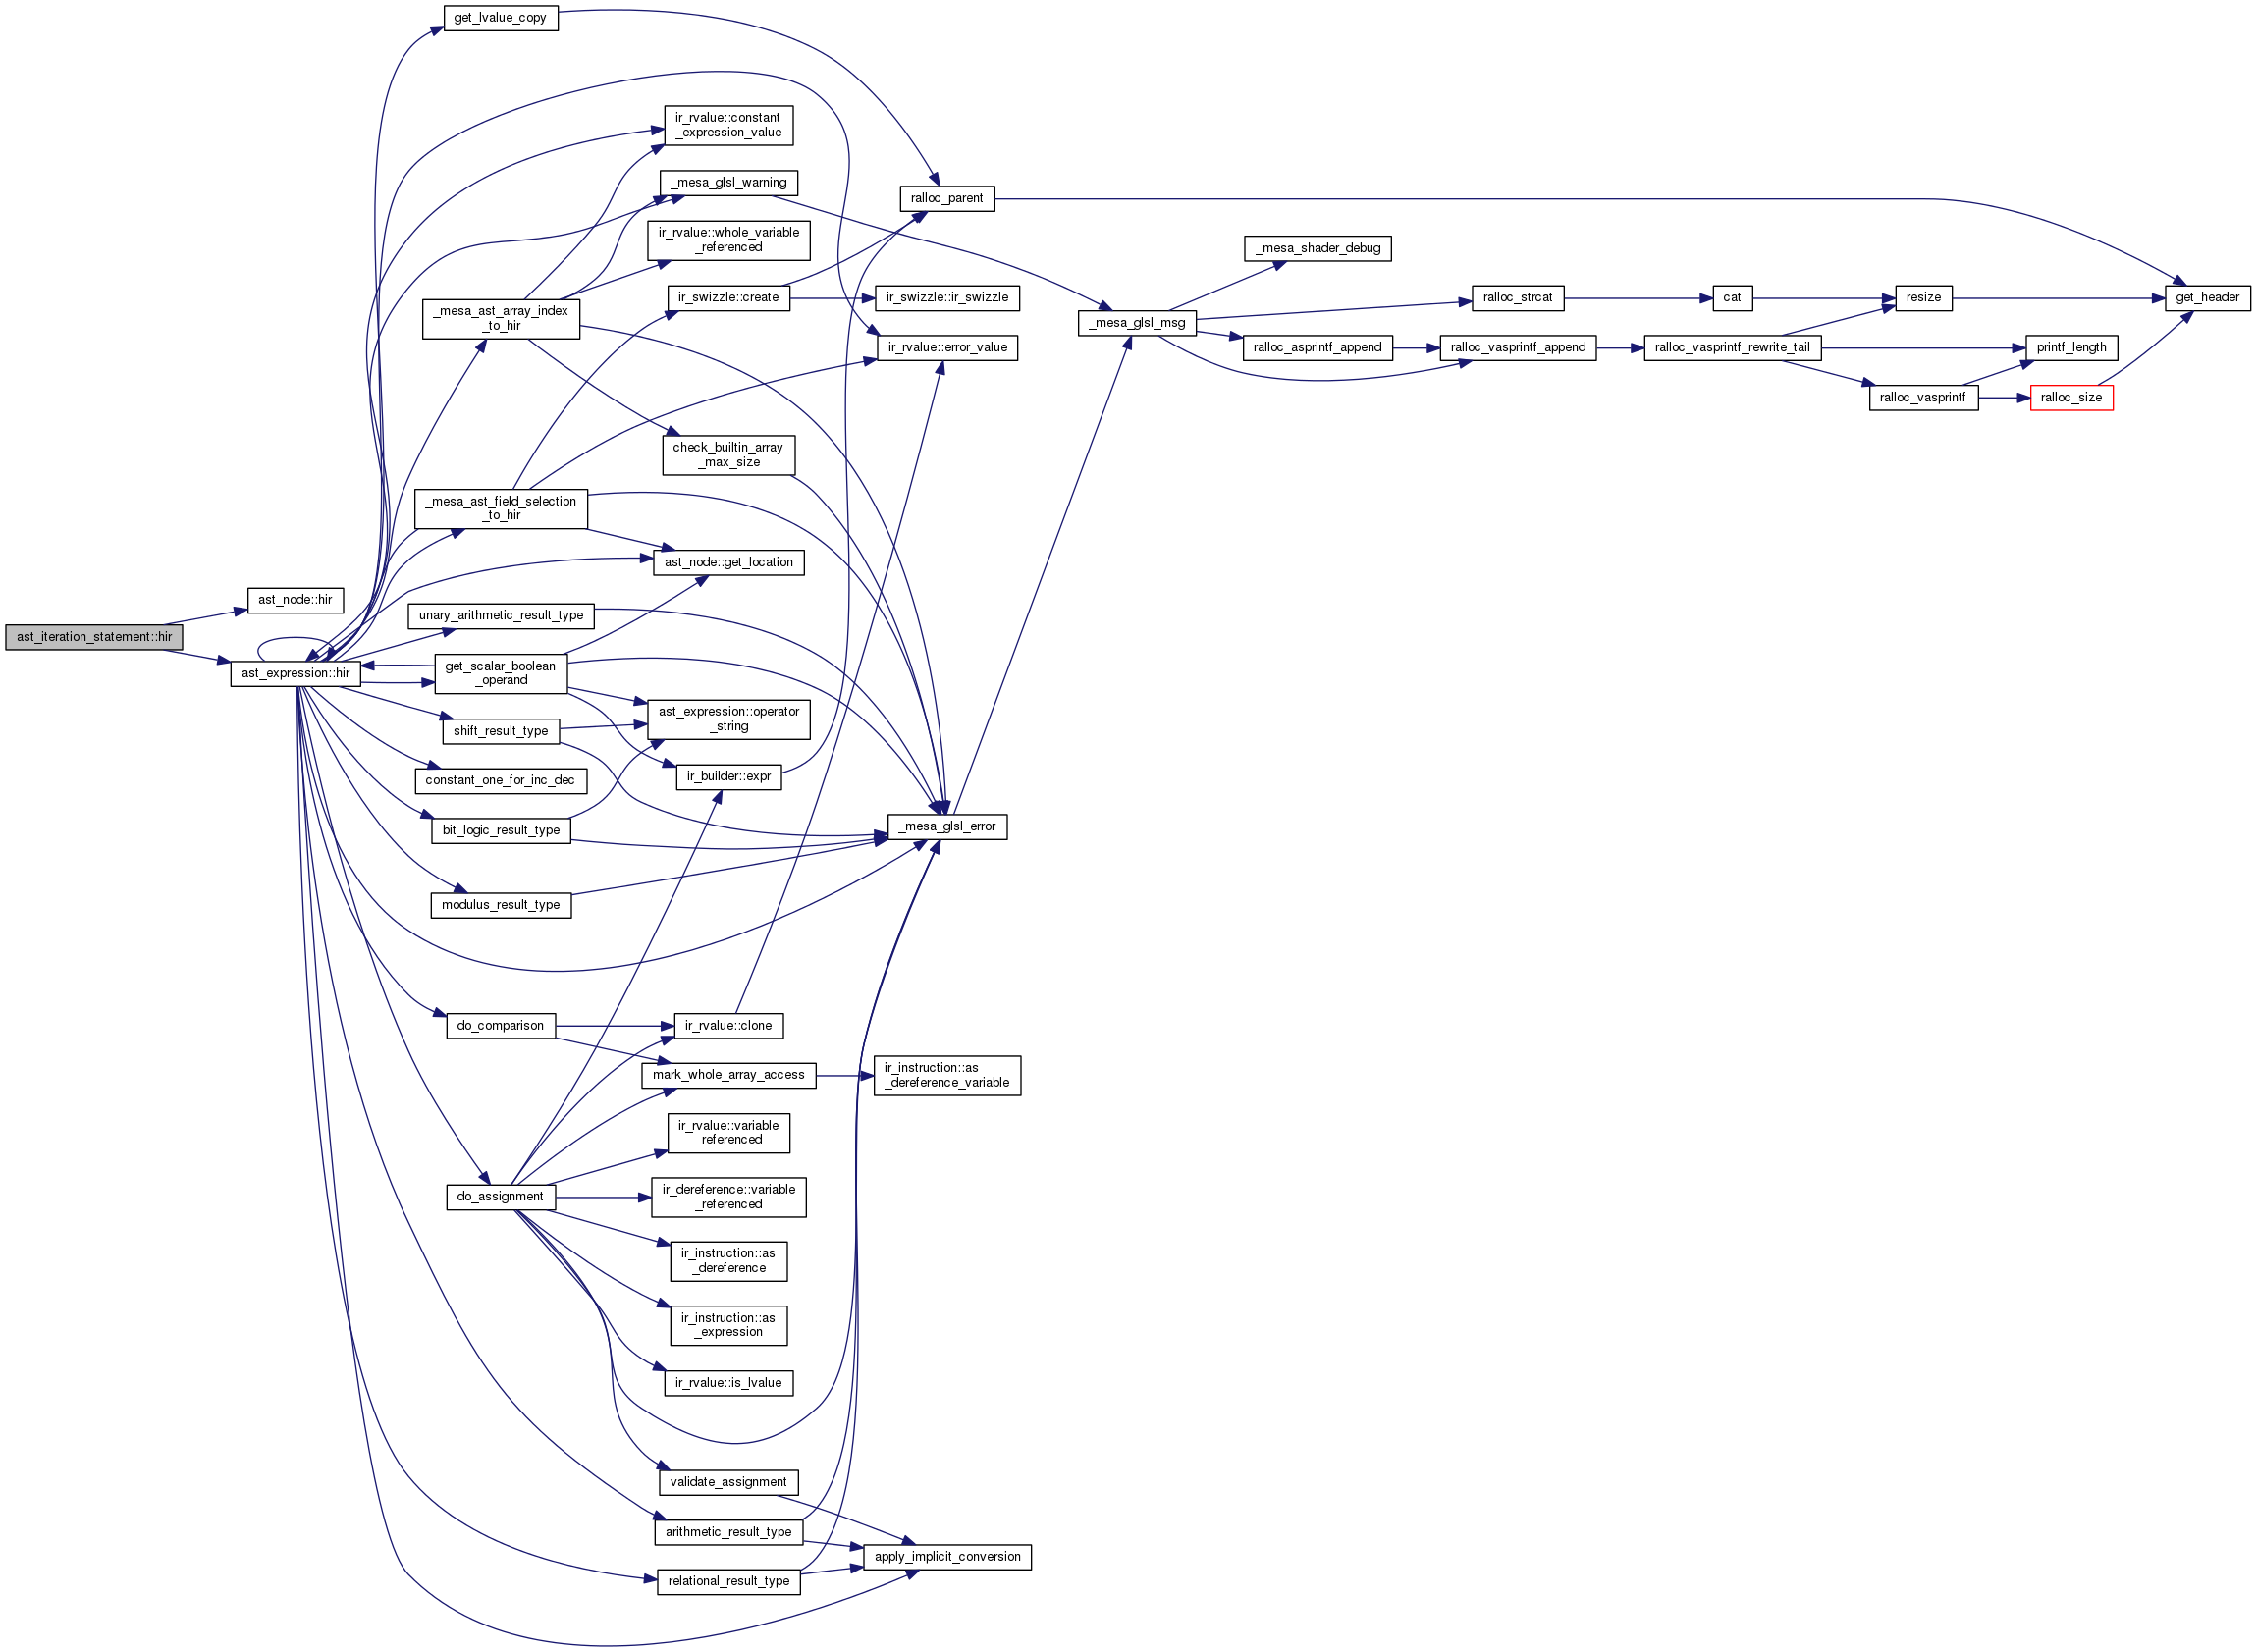 get_lvalue_copy
ir_rvalue::constant
_expression_value
_mesa_glsl_warning
ralloc_parent
ir_rvalue::whole_variable
_referenced
_mesa_shader_debug
_mesa_ast_array_index
_to_hir
ir_swizzle::create
ir_swizzle::ir_swizzle
_mesa_glsl_msg
ralloc_strcat
cat
resize
get_header
ir_rvalue::error_value
ralloc_asprintf_append
ralloc_vasprintf_append
ralloc_vasprintf_rewrite_tail
printf_length
ralloc_vasprintf
ralloc_size
check_builtin_array
_max_size
_mesa_ast_field_selection
_to_hir
ast_node::get_location
ast_node::hir
unary_arithmetic_result_type
ast_iteration_statement::hir
ast_expression::hir
get_scalar_boolean
_operand
ast_expression::operator
_string
shift_result_type
constant_one_for_inc_dec
ir_builder::expr
bit_logic_result_type
_mesa_glsl_error
modulus_result_type
do_comparison
ir_rvalue::clone
mark_whole_array_access
ir_instruction::as
_dereference_variable
ir_rvalue::variable
_referenced
do_assignment
ir_dereference::variable
_referenced
ir_instruction::as
_dereference
ir_instruction::as
_expression
ir_rvalue::is_lvalue
validate_assignment
arithmetic_result_type
apply_implicit_conversion
relational_result_type